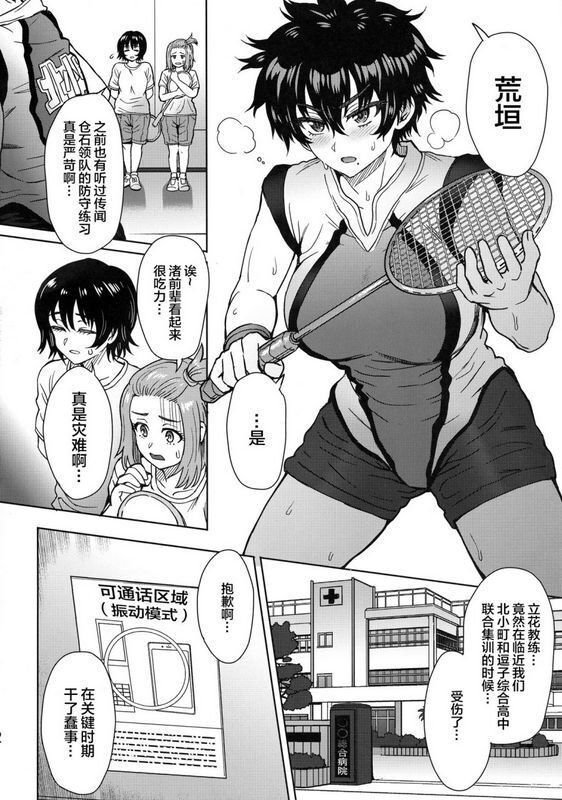 荒垣
…是
之前也有听过传闻
仓石领队的防守练习
真是严苛啊…
诶~
渚前辈看起来
很吃力…
真是灾难啊…
立花教练…
竟然在临近我们
北小町和逗子综合高中
联合集训的时候…
受伤了…
〇〇総合病院
抱歉啊…
可通话区域
（振动模式）
在关键时期
干了蠢事…